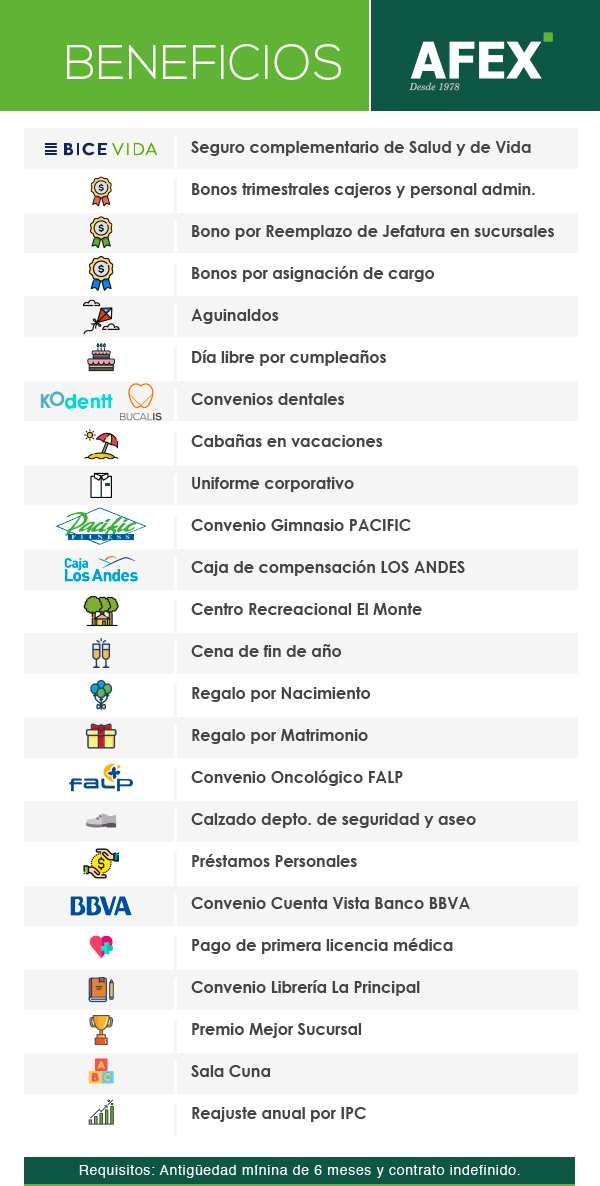 BENEFICIOS
AFEX
Desde 1978
BICE VIDA
Seguro complementario de Salud y de Vida
$
Bonos trimestrales cajeros y personal admin.
$
Bono por Reemplazo de Jefatura en sucursales
$
Bonos por asignación de cargo
Aguinaldos
Día libre por cumpleaños
KOdentt
BUCALIS
Convenios dentales
Cabañas en vacaciones
Uniforme corporativo
Pacific
FITNESS
Convenio Gimnasio PACIFIC
Caja
Los Andes
Caja de compensación LOS ANDES
Centro Recreacional El Monte
Cena de fin de año
Regalo por Nacimiento
Regalo por Matrimonio
falp
Convenio Oncológico FALP
Calzado depto. de seguridad y aseo
$
Préstamos Personales
BBVA
Convenio Cuenta Vista Banco BBVA
Pago de primera licencia médica
Convenio Librería La Principal
Premio Mejor Sucursal
A
B C
Sala Cuna
%
Reajuste anual por IPC
Requisitos: Antigüedad mínina de 6 meses y contrato indefinido.